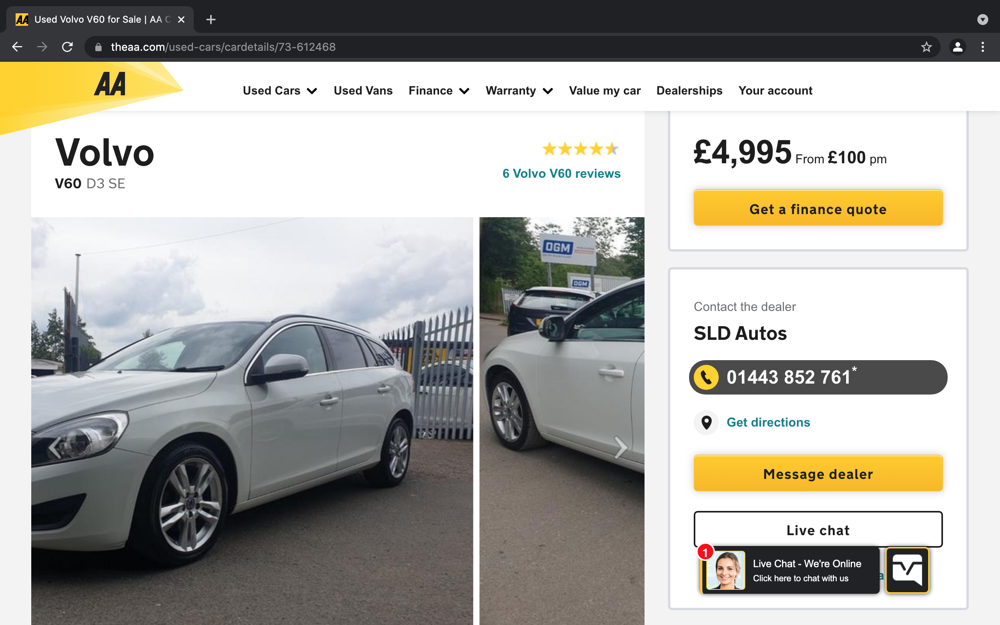 Used Volvo V60 for Sale | AA C
theaa.com/used-cars/cardetails/73-612468
AA
Used Cars
Used Vans
Finance
Warranty
Value my car
Dealerships
Your account
Volvo
V60 D3 SE
6 Volvo V60 reviews
£4,995 From £100 pm
Get a finance quote
OGM
OGM
Contact the dealer
SLD Autos
01443 852 761*
Get directions
Message dealer
Live chat
1
Live Chat - We're Online
Click here to chat with us
a